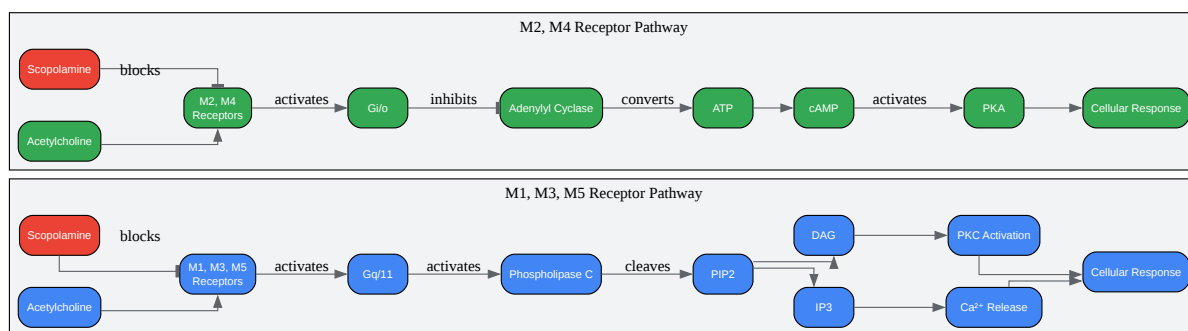 M2, M4 Receptor Pathway
Scopolamine
blocks
M2, M4
Receptors
activates
Gi/o
inhibits
Adenylyl Cyclase
converts
ATP
cAMP
activates
PKA
Cellular Response
Acetylcholine
M1, M3, M5 Receptor Pathway
Scopolamine
blocks
M1, M3, M5
Receptors
activates
Gq/11
activates
Phospholipase C
cleaves
PIP2
DAG
PKC Activation
Cellular Response
Acetylcholine
IP3
Ca²⁺ Release